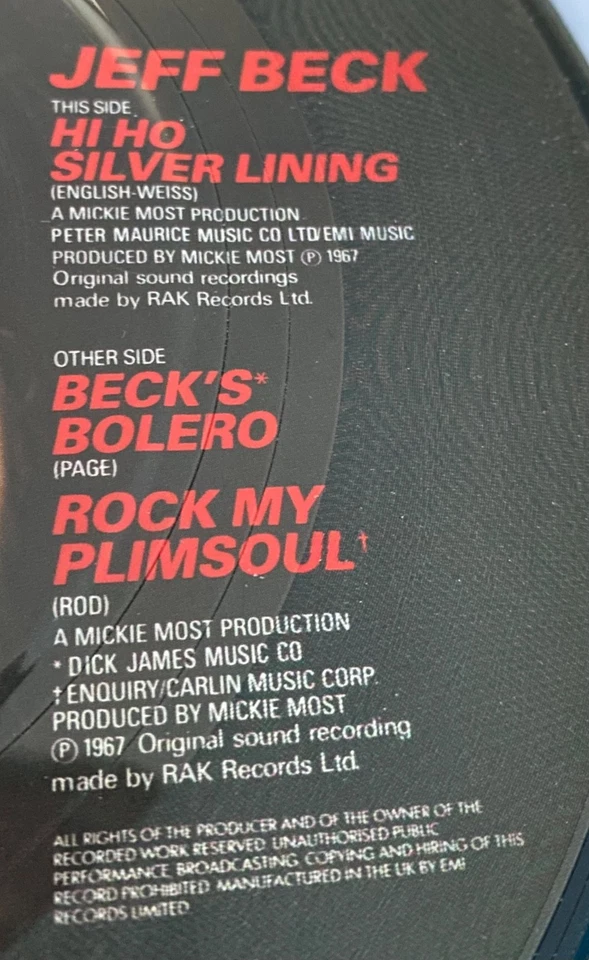 JEFF BECK
THIS SIDE
HI HO
SILVER LINING
(ENGLISH-WEISS)
A MICKIE MOST PRODUCTION
PETER MAURICE MUSIC CO LTD/EMI MUSIC
PRODUCED BY MICKIE MOST ℗ 1967
Original sound recordings
made by RAK Records Ltd.
OTHER SIDE
BECK'S*
BOLERO
(PAGE)
ROCK MY
PLIMSOUL†
(ROD)
A MICKIE MOST PRODUCTION
* DICK JAMES MUSIC CO
† ENQUIRY/CARLIN MUSIC CORP.
PRODUCED BY MICKIE MOST
℗ 1967 Original sound recording
made by RAK Records Ltd.
ALL RIGHTS OF THE PRODUCER AND OF THE OWNER OF THE
RECORDED WORK RESERVED. UNAUTHORISED PUBLIC
PERFORMANCE, BROADCASTING, COPYING AND HIRING OF THIS
RECORD PROHIBITED. MANUFACTURED IN THE UK BY EMI
RECORDS LIMITED